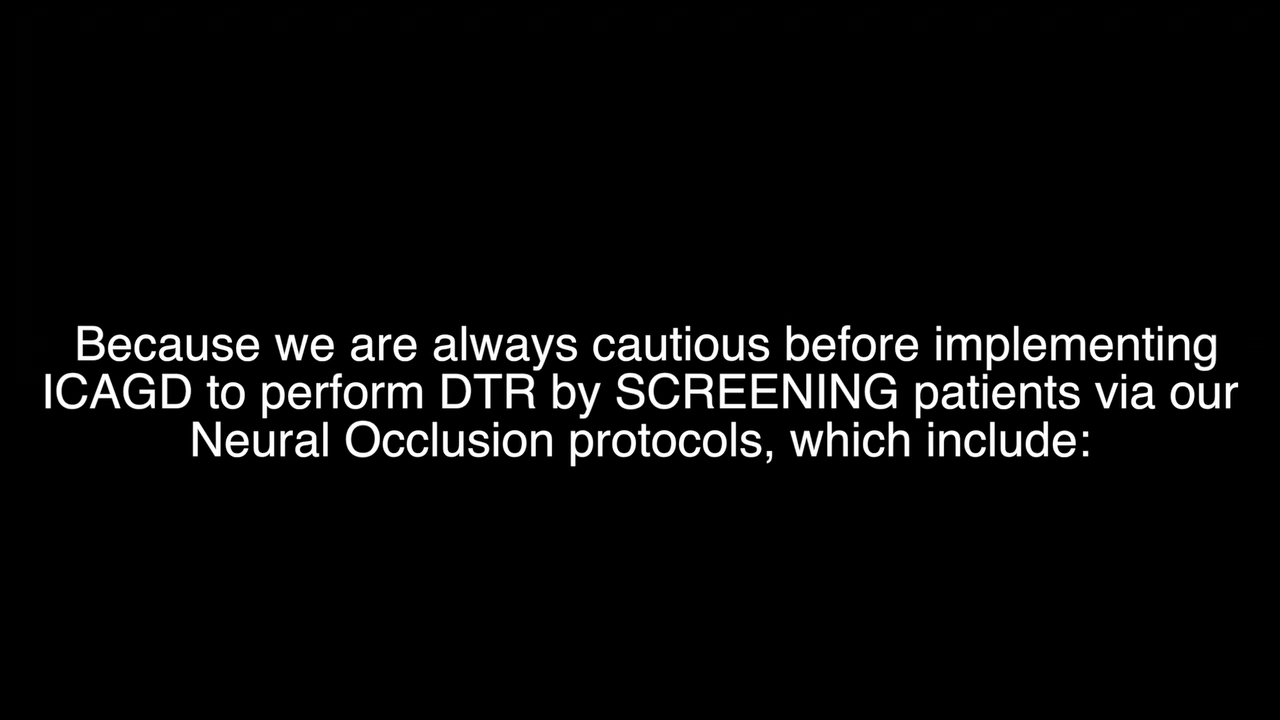 Because we are always cautious before implementing
ICAGD to perform DTR by SCREENING patients via our
Neural Occlusion protocols, which include: